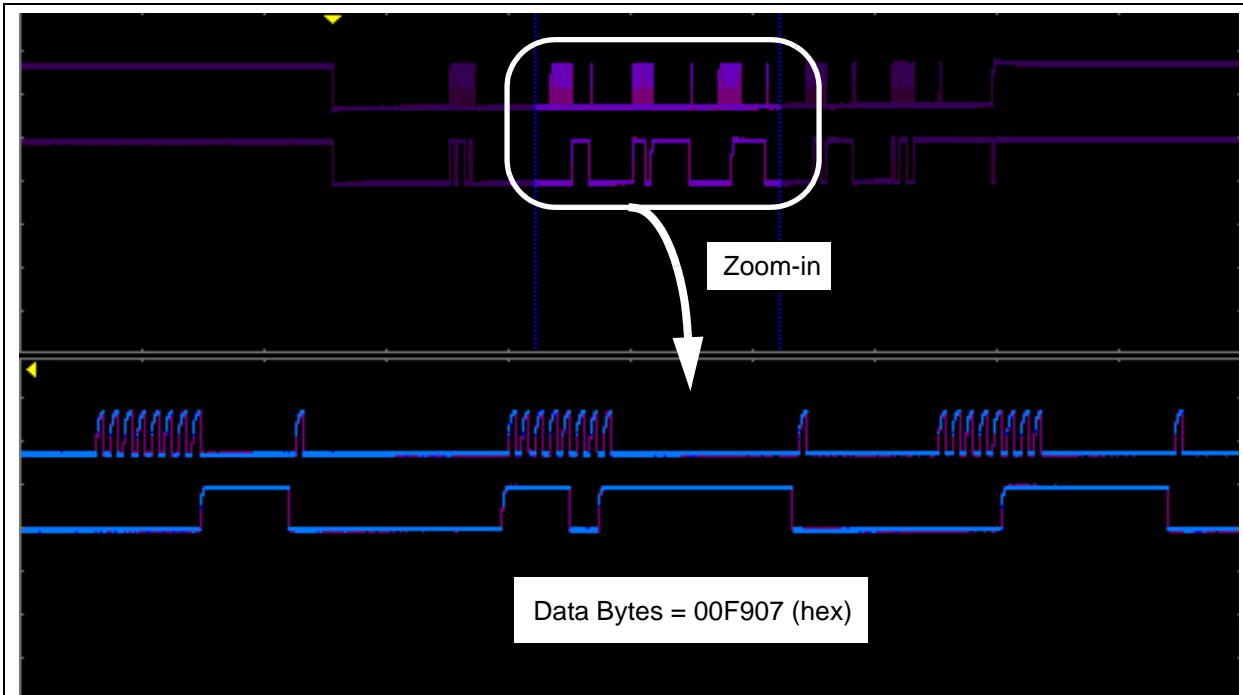 Zoom-in
Data Bytes = 00F907 (hex)